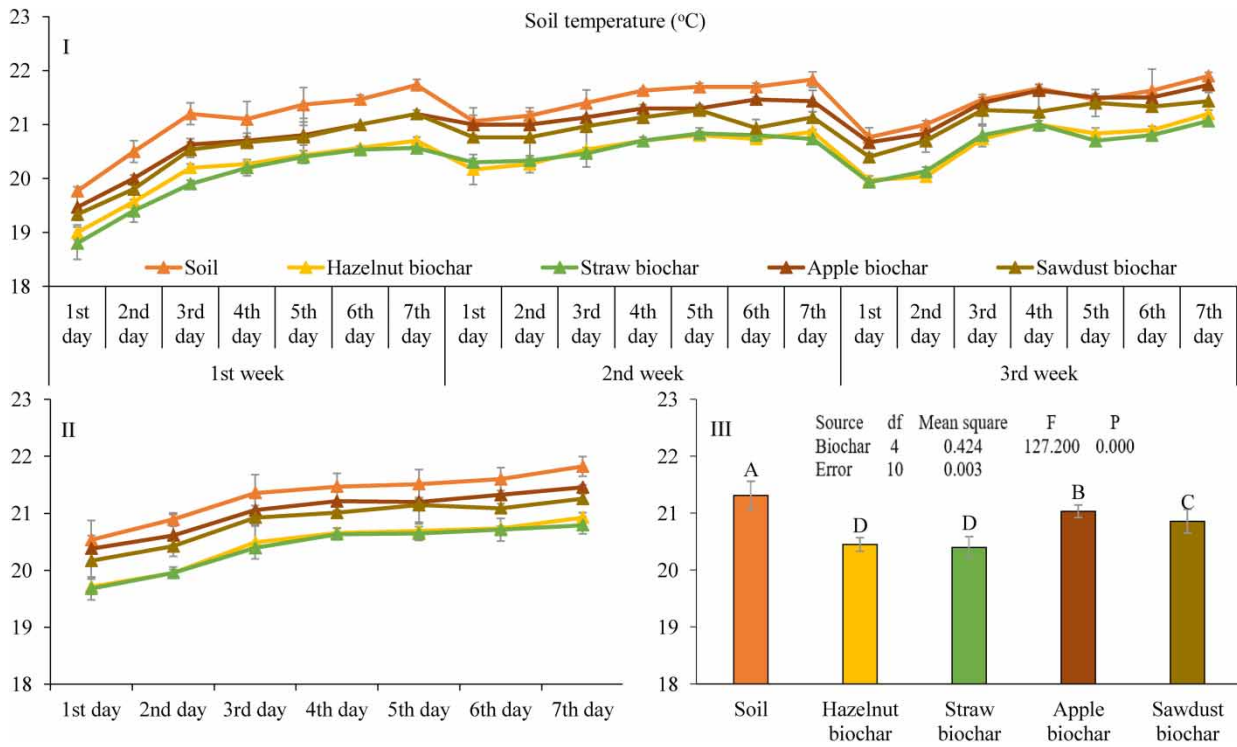 Soil temperature (°C)
I
23
22
21
20
19
18
Soil Hazelnut biochar Straw biochar Apple biochar Sawdust biochar
1st day 2nd day 3rd day 4th day 5th day 6th day 7th day 1st day 2nd day 3rd day 4th day 5th day 6th day 7th day 1st day 2nd day 3rd day 4th day 5th day 6th day 7th day
1st week 2nd week 3rd week
II
23
22
21
20
19
18
1st day 2nd day 3rd day 4th day 5th day 6th day 7th day
III
23
22
21
20
19
18
Source df Mean square F P
Biochar 4 0.424 127.200 0.000
Error 10 0.003
A D D B C
Soil Hazelnut biochar Straw biochar Apple biochar Sawdust biochar